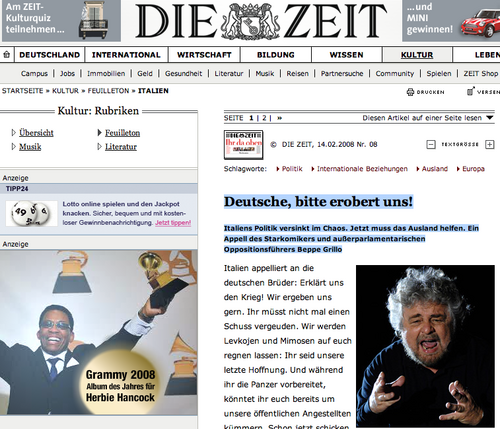 Am ZEIT-
Kulturquiz
teilnehmen...
DIE ZEIT
...und
MINI
gewinnen!
DEUTSCHLAND
INTERNATIONAL
WIRTSCHAFT
BILDUNG
WISSEN
KULTUR
LEBEN
Campus | Jobs | Immobilien | Geld | Gesundheit | Literatur | Musik | Reisen | Partnersuche | Community | Spielen | ZEIT Shop
STARTSEITE » KULTUR » FEUILLETON » ITALIEN
DRUCKEN
VERSEN
Kultur: Rubriken
Übersicht
Feuilleton
Musik
Literatur
Anzeige
TIPP24
Lotto online spielen und den Jackpot
knacken. Sicher, bequem und mit kosten-
loser Gewinnbenachrichtigung. Jetzt tippen!
Anzeige
Grammy 2008
Album des Jahres für
Herbie Hancock
SEITE 1 | 2 | »
Diesen Artikel auf einer Seite lesen
DIE ZEIT
Ihr da oben
© DIE ZEIT, 14.02.2008 Nr. 08
TEXTGRÖSSE
Schlagworte:
Politik
Internationale Beziehungen
Ausland
Europa
Deutsche, bitte erobert uns!
Italiens Politik versinkt im Chaos. Jetzt muss das Ausland helfen. Ein
Appell des Starkomikers und außerparlamentarischen
Oppositionsführers Beppe Grillo
Italien appelliert an die
deutschen Brüder: Erklärt uns
den Krieg! Wir ergeben uns
gern. Ihr müsst nicht mal einen
Schuss vergeuden. Wir werden
Levkojen und Mimosen auf euch
regnen lassen: Ihr seid unsere
letzte Hoffnung. Und während
ihr die Panzer vorbereitet,
könntet ihr euch bereits um
unsere öffentlichen Angestellten
kümmern. Schon jetzt schicken